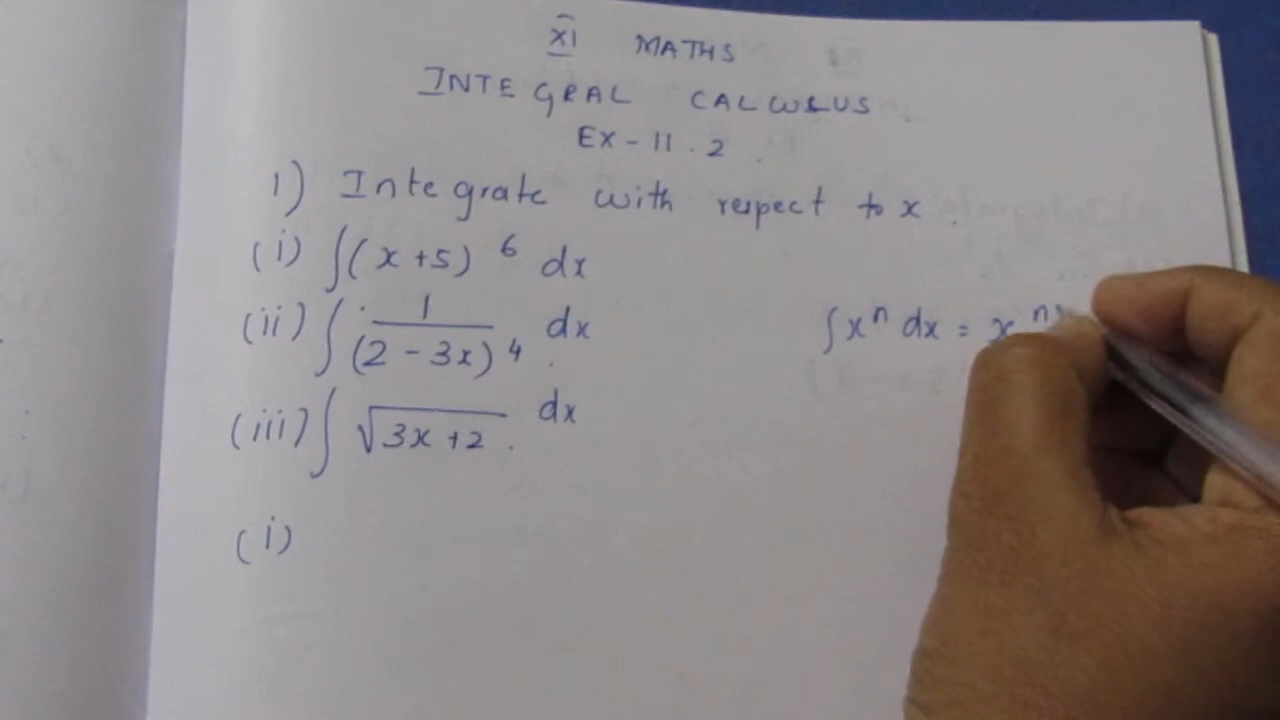 XI MATHS
INTEGRAL CALCULUS
EX - 11.2
1) Integrate with respect to x.
(i) ∫(x+5)⁶ dx
(ii) ∫ 1/(2-3x)⁴ dx
∫xⁿ dx = xⁿ
(iii) ∫ √(3x+2) dx
(i)